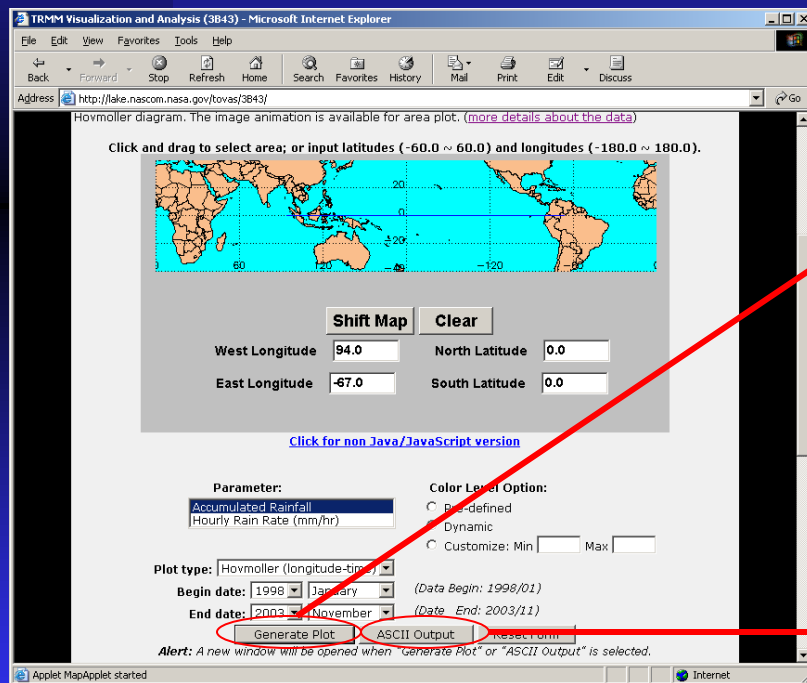 TRMM Visualization and Analysis (3B43) - Microsoft Internet Explorer
File Edit View Favorites Tools Help
Back Forward Stop Refresh Home Search Favorites History Mail Print Edit Discuss
Address http://lake.nascom.nasa.gov/tovas/3B43/ Go
Hovmoller diagram. The image animation is available for area plot. (more details about the data)
Click and drag to select area; or input latitudes (-60.0 ~ 60.0) and longitudes (-180.0 ~ 180.0).
20
0
-20
0 60 120 -40 -120 -60
Shift Map Clear
West Longitude 94.0 North Latitude 0.0
East Longitude -67.0 South Latitude 0.0
Click for non Java/JavaScript version
Parameter: Color Level Option:
Accumulated Rainfall Pre-defined
Hourly Rain Rate (mm/hr) Dynamic
Customize: Min Max
Plot type: Hovmoller (longitude-time)
Begin date: 1998 January (Data Begin: 1998/01)
End date: 2003 November (Date End: 2003/11)
Generate Plot ASCII Output Reset Form
Alert: A new window will be opened when "Generate Plot" or "ASCII Output" is selected.
Applet MapApplet started Internet